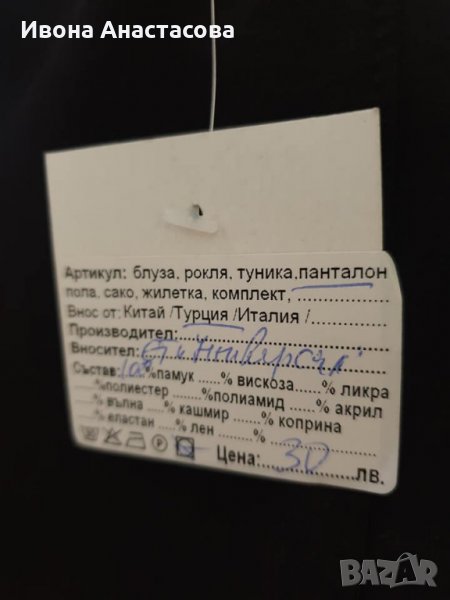 Ивона Анастасова
Артикул: блуза, рокля, туника, панталон
пола, сако, жилетка, комплект, ...................
Внос от: Китай /Турция /Италия /...............
Производител:.......................................
Вносител:
Състав: 100%памук ......% вискоза......% ликра
......%полиестер ......%полиамид ......% акрил
......% вълна ......% кашмир ......% коприна
......% еластан ......% лен ......% ....................
P Цена:.....30.......лв.
BAZAR